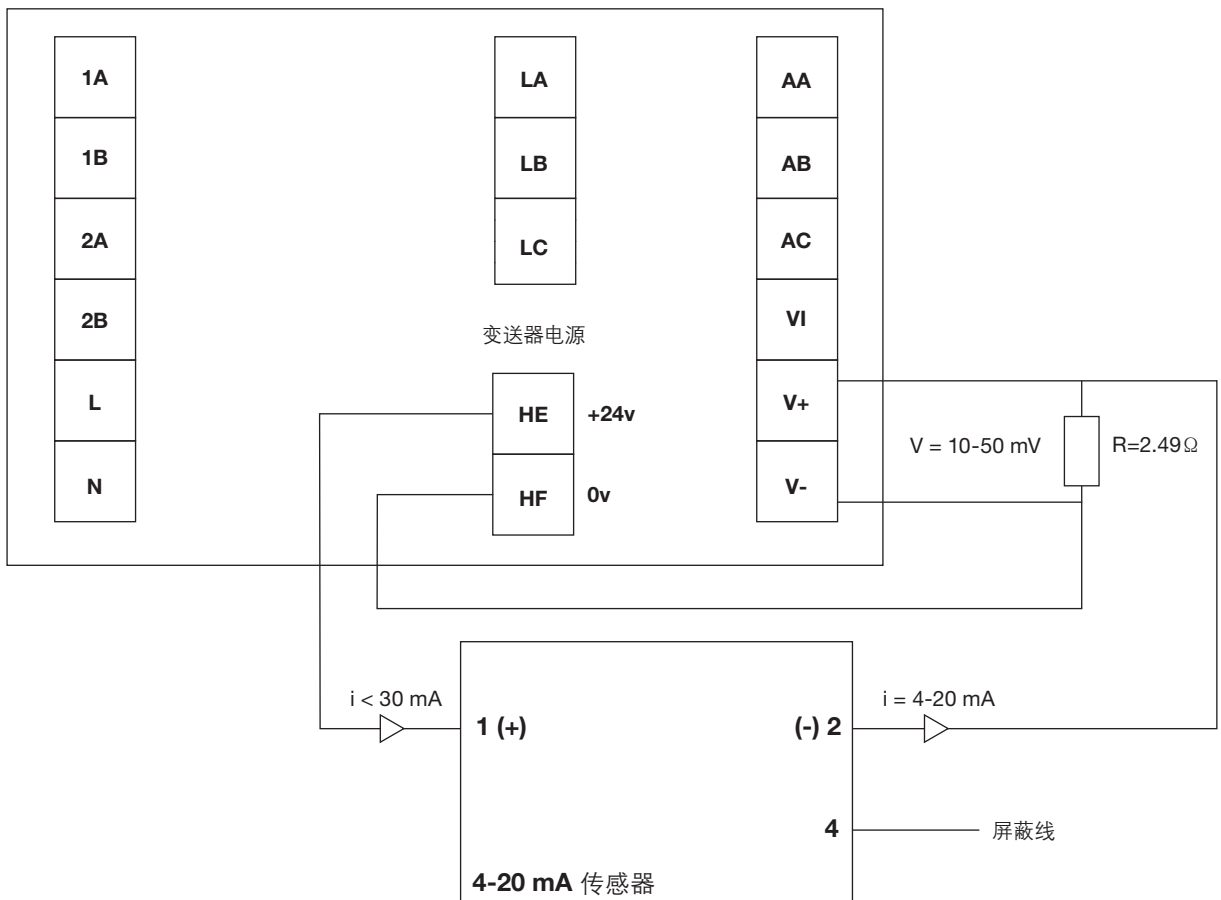 1A
1B
2A
2B
L
N
LA
LB
LC
变送器电源
HE +24v
HF 0v
AA
AB
AC
VI
V+
V-
V = 10-50 mV
R=2.49Ω
i < 30 mA
i = 4-20 mA
1 (+)
(-) 2
4
屏蔽线
4-20 mA 传感器